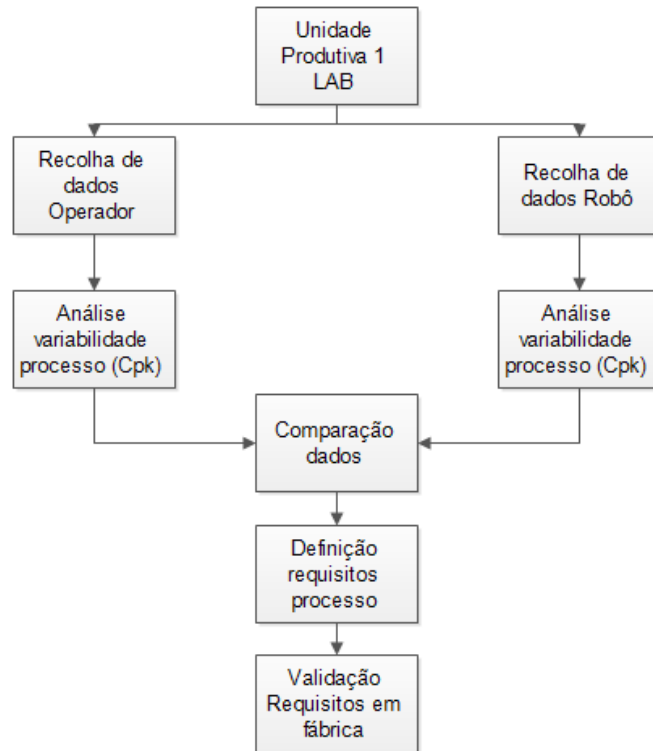 Unidade
Produtiva 1
LAB
Recolha de
dados
Operador
Recolha de
dados Robô
Análise
variabilidade
processo (Cpk)
Análise
variabilidade
processo (Cpk)
Comparação
dados
Definição
requisitos
processo
Validação
Requisitos em
fábrica